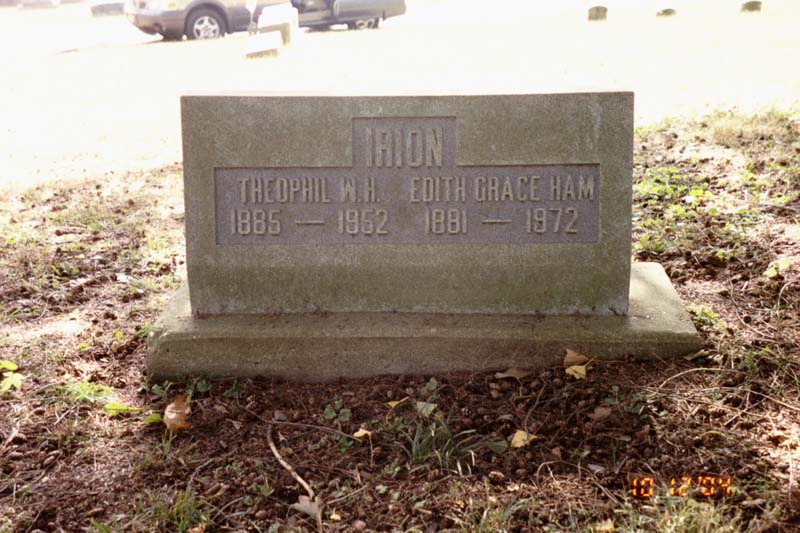 IRION
THEOPHIL W.H. EDITH GRACE HAM
1885 — 1952 1881 — 1972
10 12 '04